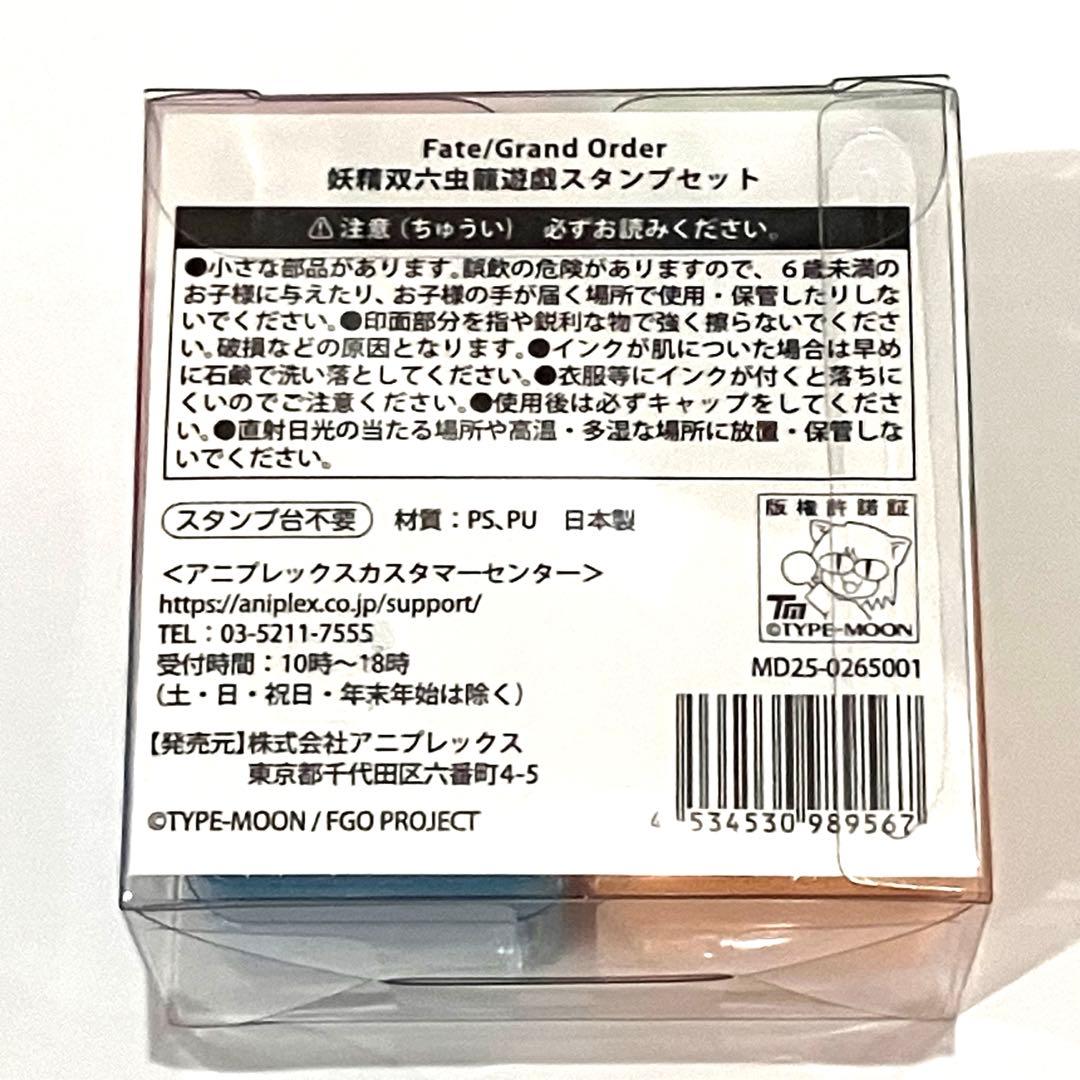 Fate/Grand Order
妖精双六虫籠遊戯スタンプセット
⚠注意(ちゅうい) 必ずお読みください。
●小さな部品があります。誤飲の危険がありますので、6歳未満の
お子様に与えたり、お子様の手が届く場所で使用・保管したりしな
いでください。●印面部分を指や鋭利な物で強く擦らないでくださ
い。破損などの原因となります。●インクが肌についた場合は早め
に石鹸で洗い落としてください。●衣服等にインクが付くと落ちに
くいのでご注意ください。●使用後は必ずキャップをしてくださ
い。●直射日光の当たる場所や高温・多湿な場所に放置・保管しな
いでください。
スタンプ台不要 材質:PS、PU 日本製
<アニプレックスカスタマーセンター>
https://aniplex.co.jp/support/
TEL:03-5211-7555
受付時間:10時〜18時
(土・日・祝日・年末年始は除く)
【発売元】株式会社アニプレックス
東京都千代田区六番町4-5
©TYPE-MOON / FGO PROJECT
版権許諾証
TM
©TYPE-MOON
MD25-0265001
4 534530 989567